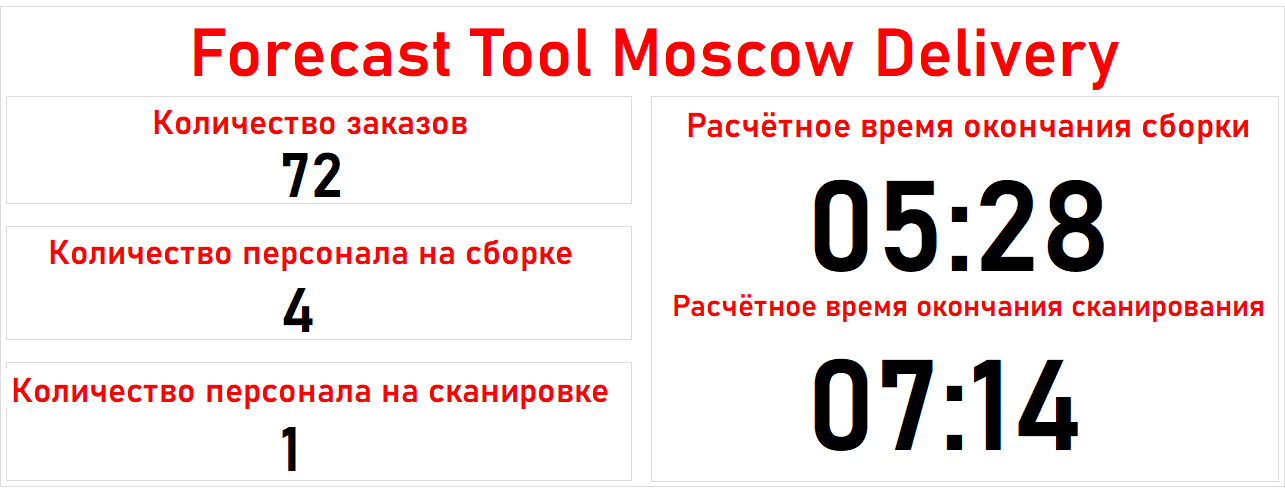 Forecast Tool Moscow Delivery
Количество заказов
72
Количество персонала на сборке
4
Количество персонала на сканировке
1
Расчётное время окончания сборки
05:28
Расчётное время окончания сканирования
07:14